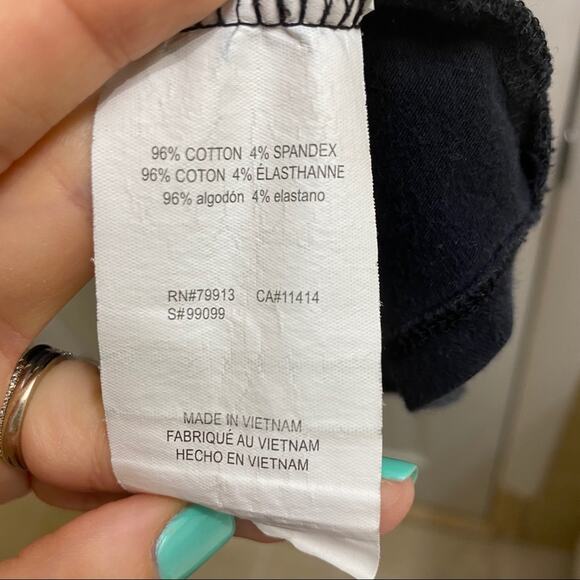 96% COTTON 4% SPANDEX
96% COTON 4% ÉLASTHANNE
96% algodón 4% elastano
RN#79913 CA#11414
S#99099
MADE IN VIETNAM
FABRIQUÉ AU VIETNAM
HECHO EN VIETNAM